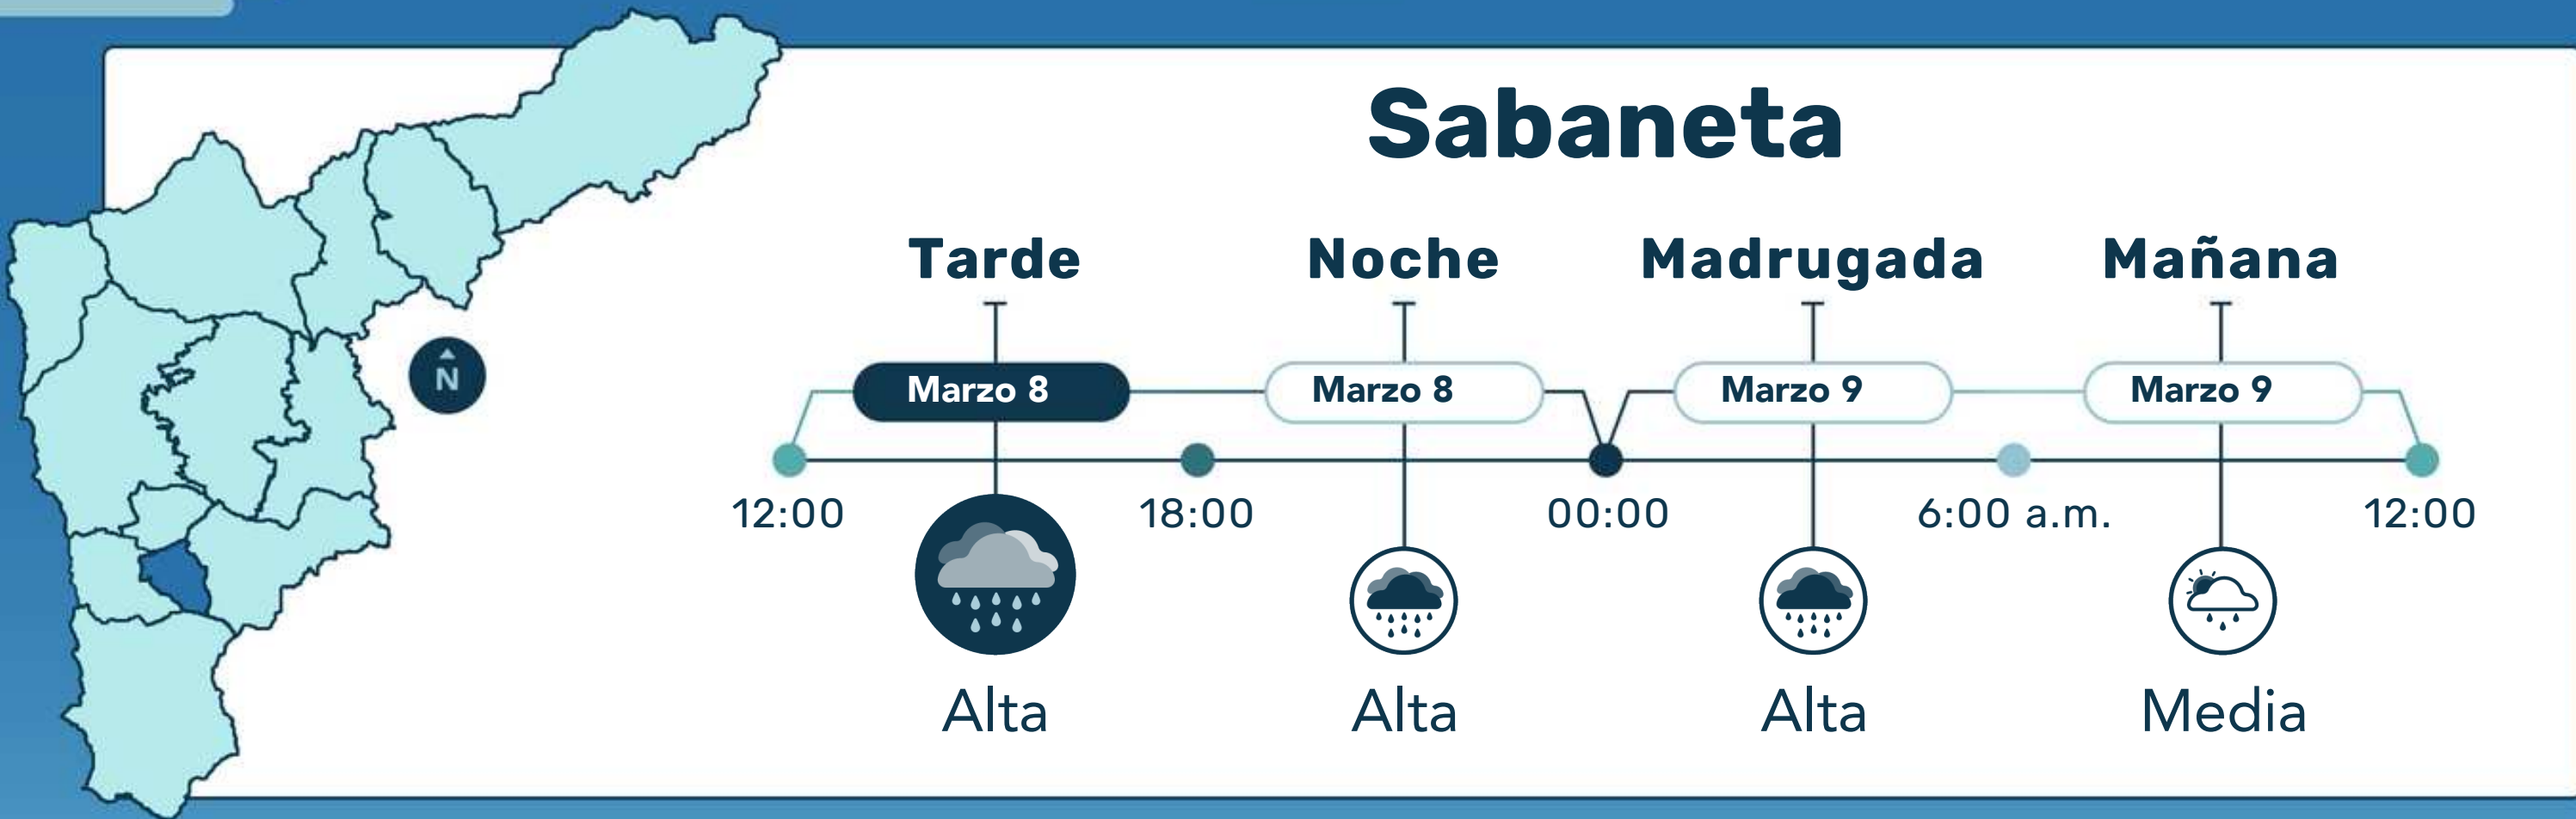 Sabaneta
Tarde Noche Madrugada Mañana
Marzo 8 Marzo 8 Marzo 9 Marzo 9
N
12:00 18:00 00:00 6:00 a.m. 12:00
Alta Alta Alta Media